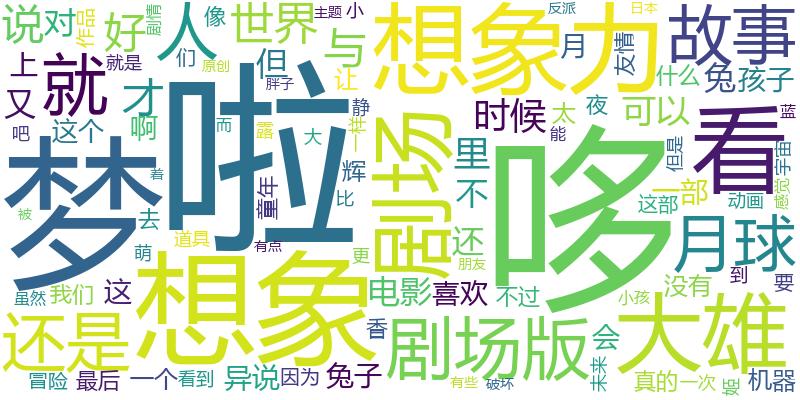 说对
作品
剧情
好
人
们
像
世界
主题
小
想象力
反派
日本
故事
上
就
就是
原创
但
胖子
与
让
月
友情
什么
兔
孩子
又
吧
这个
才
啊
而
露
大
静
一样
时候
太
夜
可以
看
蓝
能
梦
啦
剧场
哆
里
不
但是
宇宙
着
去
童年
辉
比
一部
这部
动画
感觉
被
萌
道具
有点
更
还
朋友
月球
到
要
虽然
我们
这
想象
电影
喜欢
不过
小孩
没有
还是
香
剧场版
会
大雄
冒险
最后
一个
看到
异说
因为
兔子
有些
破坏
未来
真的
一次
姬
机器